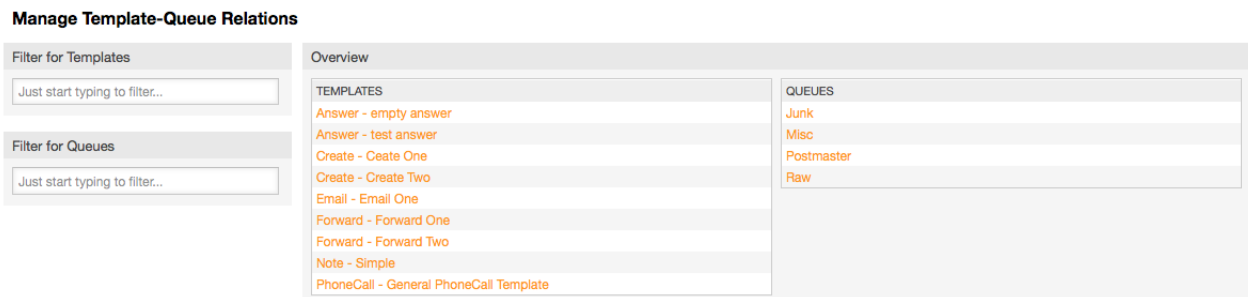 Manage Template-Queue Relations
Filter for Templates
Just start typing to filter...
Filter for Queues
Just start typing to filter...
Overview
TEMPLATES
Answer - empty answer
Answer - test answer
Create - Ceate One
Create - Create Two
Email - Email One
Forward - Forward One
Forward - Forward Two
Note - Simple
PhoneCall - General PhoneCall Template
QUEUES
Junk
Misc
Postmaster
Raw